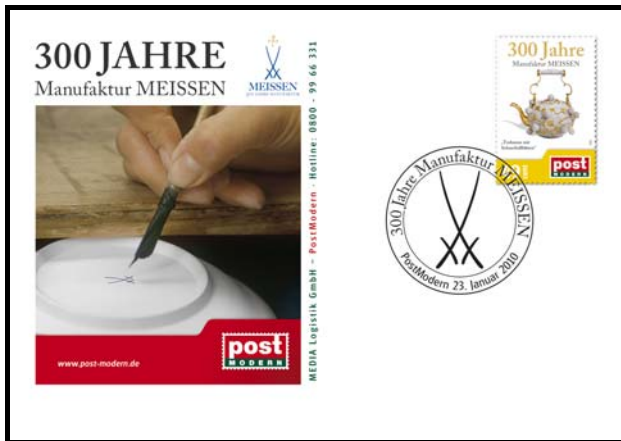 300 JAHRE
Manufaktur MEISSEN
MEISSEN
www.post-modern.de
post
MODERN
MEDIA Logistik GmbH – PostModern · Hotline: 0800 - 99 66 331
300 Jahre
Manufaktur MEISSEN
post
MODERN
300 Jahre Manufaktur MEISSEN
PostModern 23. Januar 2010